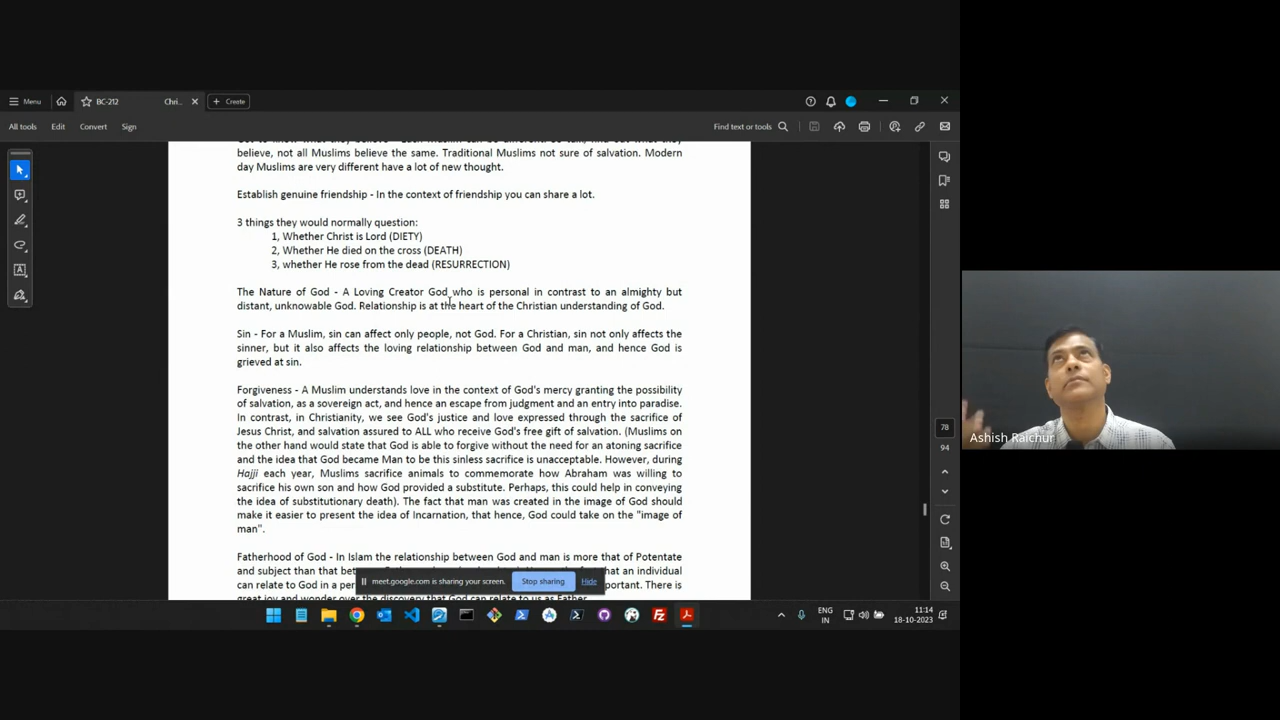 Menu
BC-212
Chri...
Create
All tools
Edit
Convert
Sign
Find text or tools
believe, not all Muslims believe the same. Traditional Muslims not sure of salvation. Modern
day Muslims are very different have a lot of new thought.
Establish genuine friendship - In the context of friendship you can share a lot.
3 things they would normally question:
1, Whether Christ is Lord (DIETY)
2, Whether He died on the cross (DEATH)
3, whether He rose from the dead (RESURRECTION)
The Nature of God - A Loving Creator God who is personal in contrast to an almighty but
distant, unknowable God. Relationship is at the heart of the Christian understanding of God.
Sin - For a Muslim, sin can affect only people, not God. For a Christian, sin not only affects the
sinner, but it also affects the loving relationship between God and man, and hence God is
grieved at sin.
Forgiveness - A Muslim understands love in the context of God's mercy granting the possibility
of salvation, as a sovereign act, and hence an escape from judgment and an entry into paradise.
In contrast, in Christianity, we see God's justice and love expressed through the sacrifice of
Jesus Christ, and salvation assured to ALL who receive God's free gift of salvation. (Muslims on
the other hand would state that God is able to forgive without the need for an atoning sacrifice
and the idea that God became Man to be this sinless sacrifice is unacceptable. However, during
Hajji each year, Muslims sacrifice animals to commemorate how Abraham was willing to
sacrifice his own son and how God provided a substitute. Perhaps, this could help in conveying
the idea of substitutionary death). The fact that man was created in the image of God should
make it easier to present the idea of Incarnation, that hence, God could take on the "image of
man".
Fatherhood of God - In Islam the relationship between God and man is more that of Potentate
and subject than that
can relate to God in a
great joy and wonder over the discovery that God can relate to us as Father
that an individual
There is
meet.google.com is sharing your screen.
Stop sharing
Hide
78
94
Ashish Raichur
ENG
IN
11:14
18-10-2023